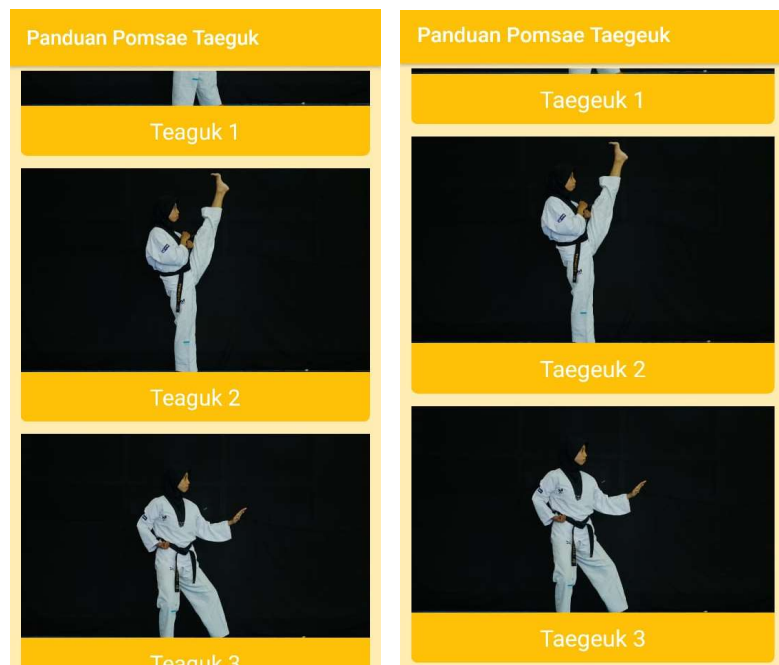 Panduan Pomsae Taeguk
Teaguk 1
Teaguk 2
Teaguk 3
Panduan Pomsae Taegeuk
Taegeuk 1
Taegeuk 2
Taegeuk 3